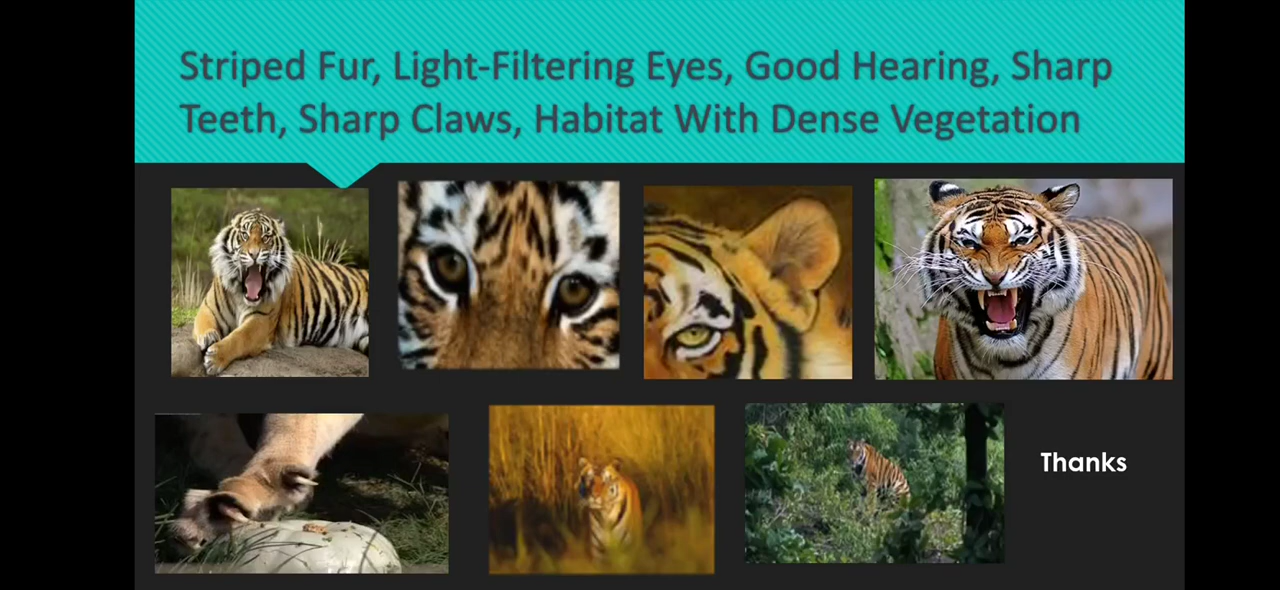 Striped Fur, Light-Filtering Eyes, Good Hearing, Sharp
Teeth, Sharp Claws, Habitat With Dense Vegetation
Thanks